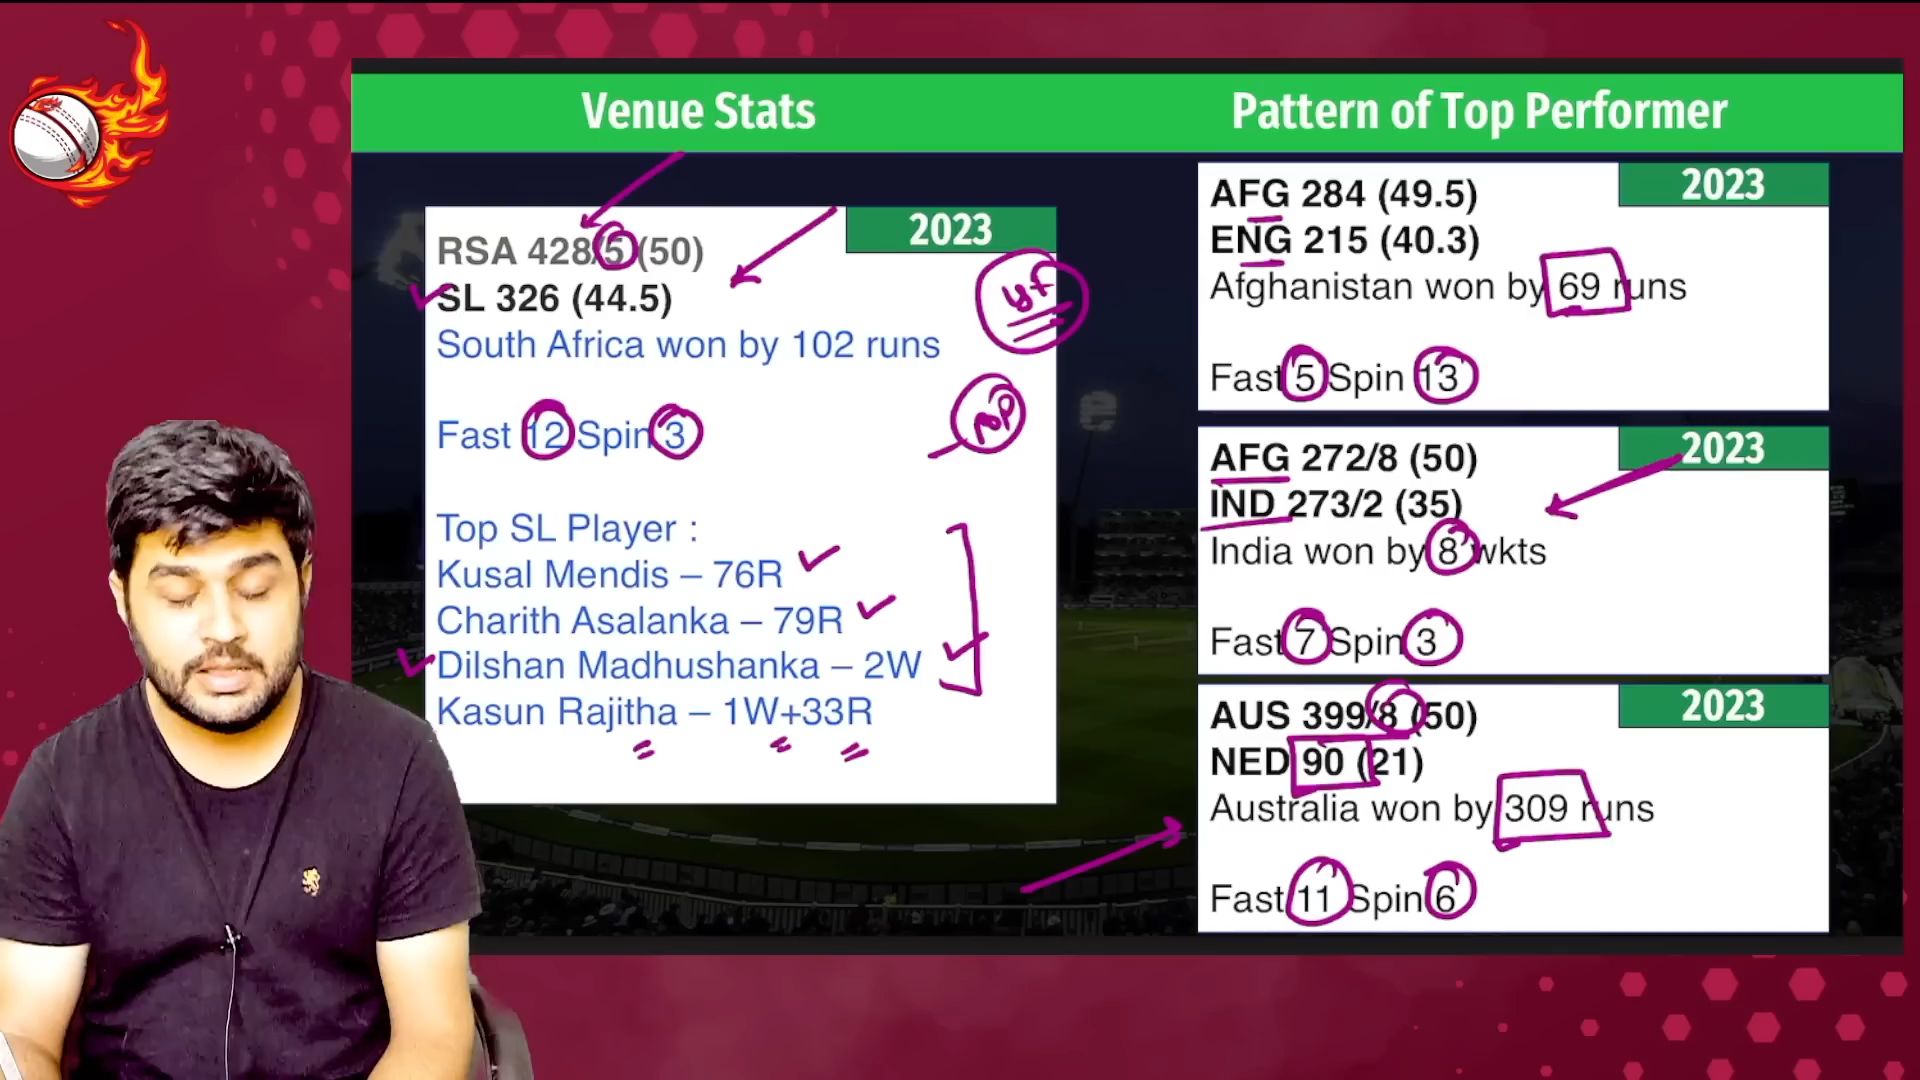 Venue Stats
Pattern of Top Performer
2023
RSA 428/5 (50)
SL 326 (44.5)
South Africa won by 102 runs
Fast 12 Spin 3
Top SL Player :
Kusal Mendis – 76R
Charith Asalanka – 79R
Dilshan Madhushanka – 2W
Kasun Rajitha – 1W+33R
2023
AFG 284 (49.5)
ENG 215 (40.3)
Afghanistan won by 69 runs
Fast 5 Spin 13
2023
AFG 272/8 (50)
IND 273/2 (35)
India won by 8 wkts
Fast 7 Spin 3
2023
AUS 399/8 (50)
NED 90 (21)
Australia won by 309 runs
Fast 11 Spin 6